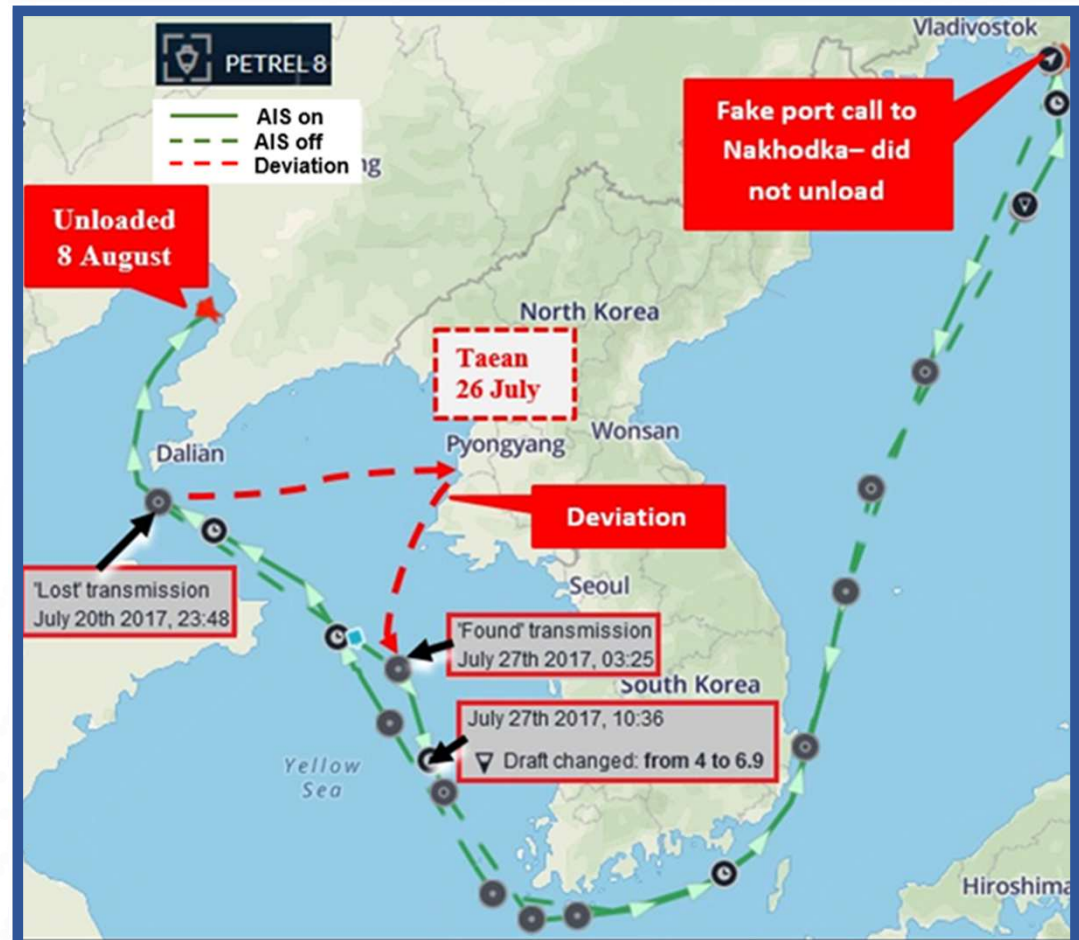 Vladivostok
PETREL 8
AIS on
AIS off
Deviation
Fake port call to
Nakhodka– did
not unload
Unloaded
8 August
North Korea
Taean
26 July
Wonsan
Pyongyang
Dalian
Deviation
'Lost' transmission
July 20th 2017, 23:48
Seoul
'Found' transmission
July 27th 2017, 03:25
South Korea
July 27th 2017, 10:36
Draft changed: from 4 to 6.9
Yellow
Sea
Hiroshima